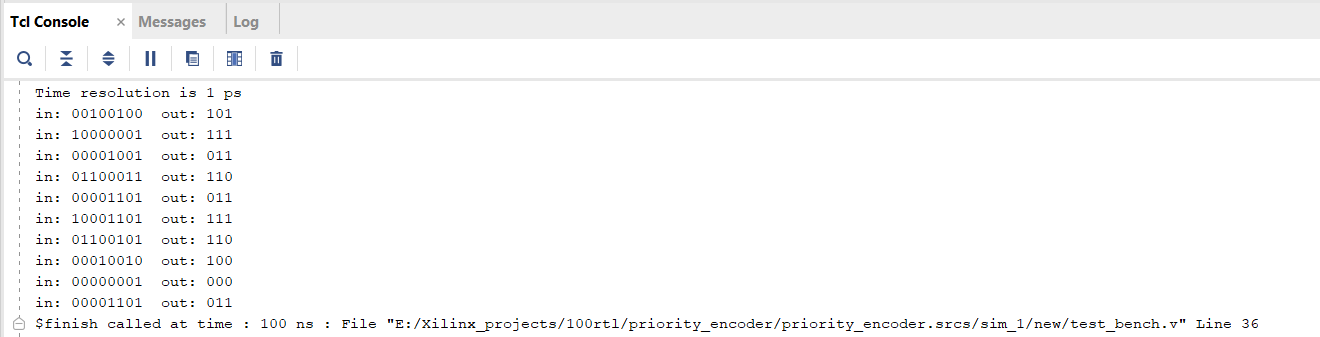 Tcl Console × Messages Log
Time resolution is 1 ps
in: 00100100  out: 101
in: 10000001  out: 111
in: 00001001  out: 011
in: 01100011  out: 110
in: 00001101  out: 011
in: 10001101  out: 111
in: 01100101  out: 110
in: 00010010  out: 100
in: 00000001  out: 000
in: 00001101  out: 011
$finish called at time : 100 ns : File "E:/Xilinx_projects/100rtl/priority_encoder/priority_encoder.srcs/sim_1/new/test_bench.v" Line 36